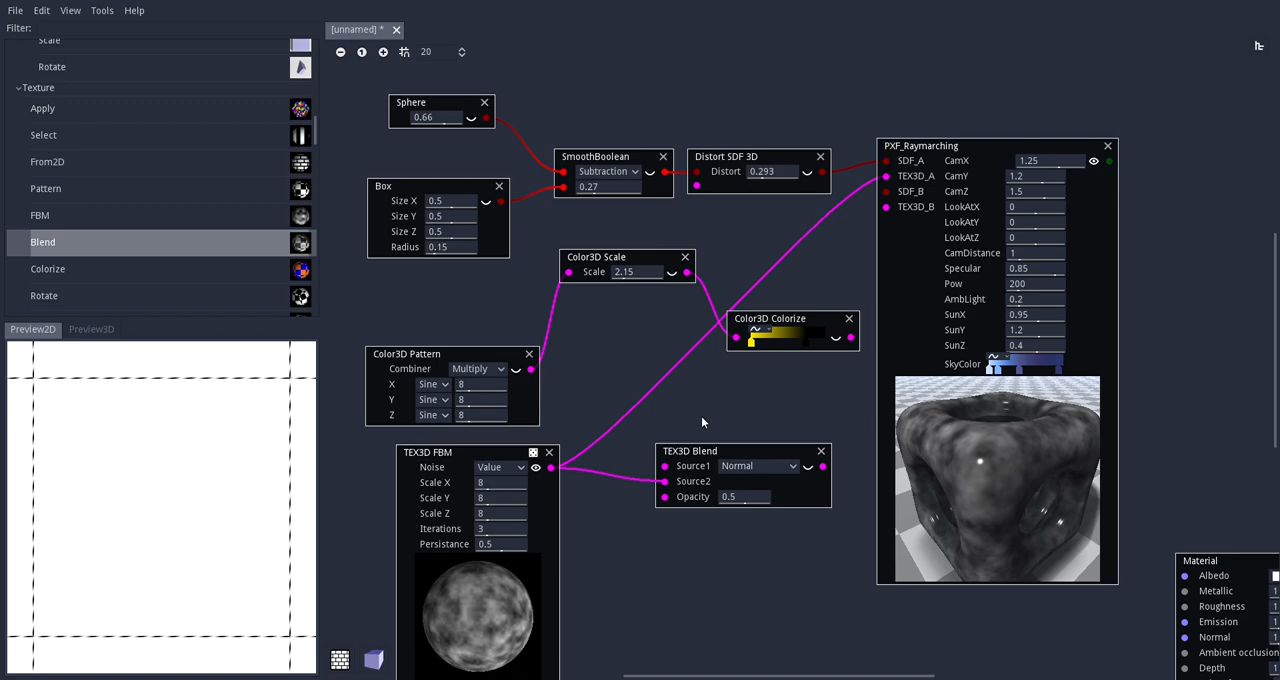 File Edit View Tools Help
Filter:
Scale
Rotate
Texture
Apply
Select
From2D
Pattern
FBM
Blend
Colorize
Rotate
Preview2D Preview3D
[unnamed] *
20
Sphere
0.66
Box
Size X 0.5
Size Y 0.5
Size Z 0.5
Radius 0.15
SmoothBoolean
Subtraction
0.27
Distort SDF 3D
Distort 0.293
Color3D Scale
Scale 2.15
Color3D Colorize
Color3D Pattern
Combiner Multiply
X Sine 8
Y Sine 8
Z Sine 8
TEX3D FBM
Noise Value
Scale X 8
Scale Y 8
Scale Z 8
Iterations 3
Persistance 0.5
TEX3D Blend
Source1 Normal
Source2
Opacity 0.5
PXF_Raymarching
SDF_A CamX 1.25
TEX3D_A CamY 1.2
SDF_B CamZ 1.5
TEX3D_B LookAtX 0
LookAtY 0
LookAtZ 0
CamDistance 1
Specular 0.85
Pow 200
AmbLight 0.2
SunX 0.95
SunY 1.2
SunZ 0.4
SkyColor
Material
Albedo
Metallic 1
Roughness 1
Emission
Normal
Ambient occlusion
Depth 1